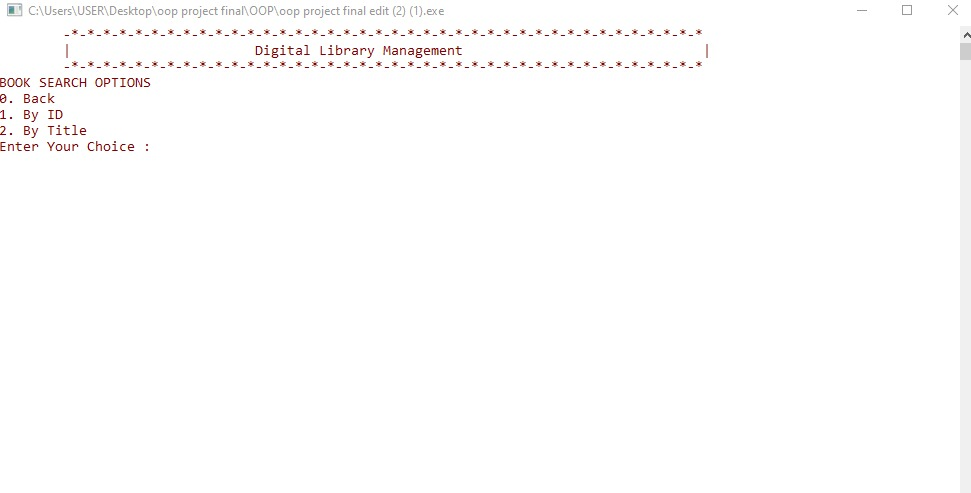 C:\Users\USER\Desktop\oop project final\OOP\oop project final edit (2) (1).exe
-*-*-*-*-*-*-*-*-*-*-*-*-*-*-*-*-*-*-*-*-*-*-*-*-*-*-*-*-*-*-*-*-*-*-*-*-*-*-*-*
| Digital Library Management |
-*-*-*-*-*-*-*-*-*-*-*-*-*-*-*-*-*-*-*-*-*-*-*-*-*-*-*-*-*-*-*-*-*-*-*-*-*-*-*-*
BOOK SEARCH OPTIONS
0. Back
1. By ID
2. By Title
Enter Your Choice :